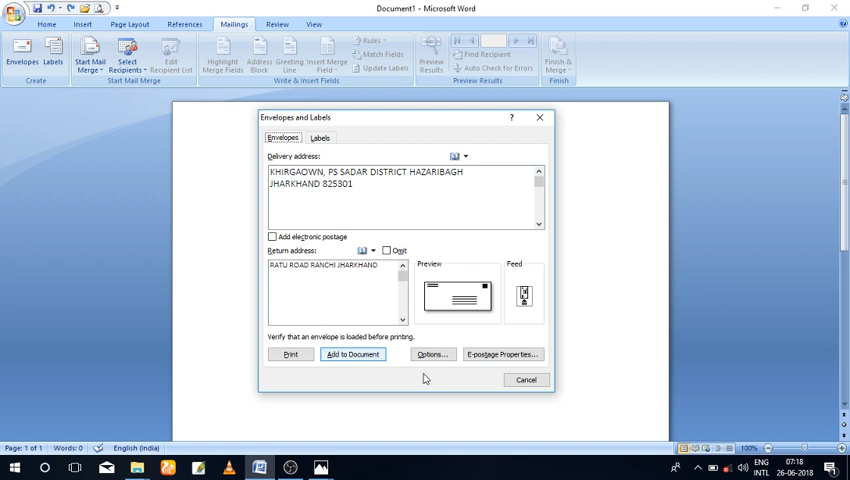 Document1 - Microsoft Word
Home Insert Page Layout References Mailings Review View
Envelopes Labels
Create
Start Mail Merge Select Recipients Edit Recipient List
Start Mail Merge
Highlight Merge Fields Address Block Greeting Line Insert Merge Field
Rules
Match Fields
Update Labels
Write & Insert Fields
Preview Results
Find Recipient
Auto Check for Errors
Preview Results
Finish & Merge
Finish
Envelopes and Labels
Envelopes Labels
Delivery address:
KHIRGAOWN, PS SADAR DISTRICT HAZARIBAGH
JHARKHAND 825301
Add electronic postage
Return address: Omit
RATU ROAD RANCHI JHARKHAND
Preview Feed
Verify that an envelope is loaded before printing.
Print Add to Document Options... E-postage Properties...
Cancel
Page: 1 of 1 Words: 0 English (India) 100%
ENG 07:18
INTL 26-06-2018